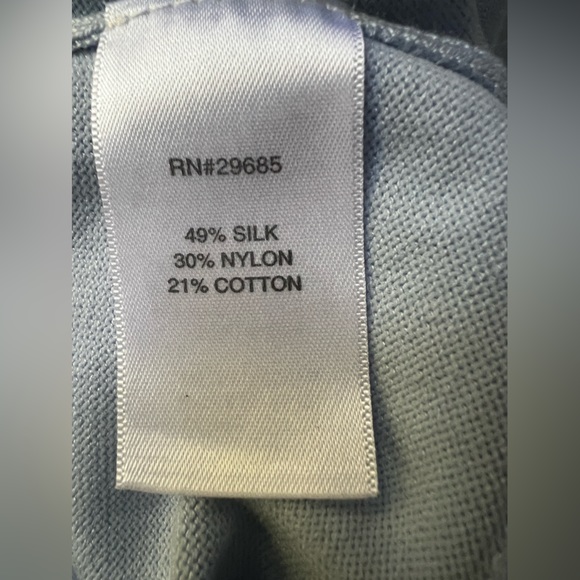 RN#29685
49% SILK
30% NYLON
21% COTTON